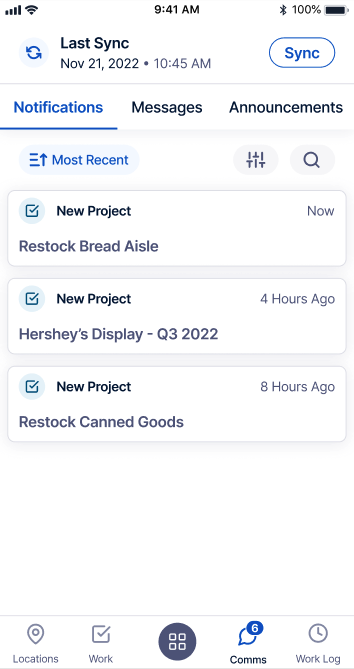 9:41 AM 100%
Last Sync
Nov 21, 2022 • 10:45 AM
Sync
Notifications Messages Announcements
Most Recent
New Project Now
Restock Bread Aisle
New Project 4 Hours Ago
Hershey’s Display - Q3 2022
New Project 8 Hours Ago
Restock Canned Goods
6
Locations Work Comms Work Log